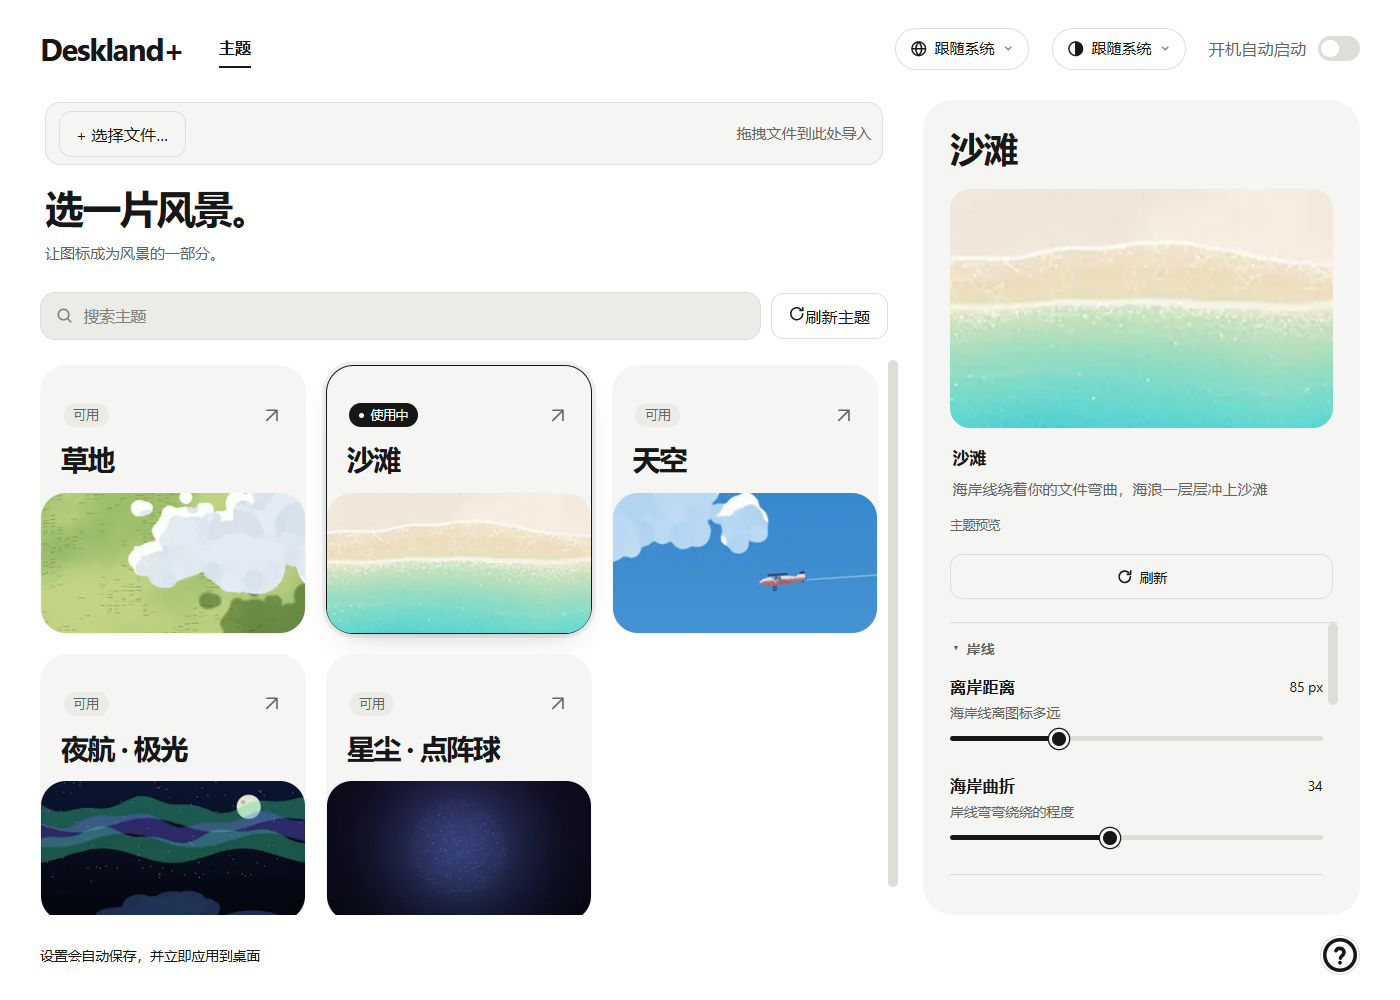 Deskland+
主题
跟随系统
跟随系统
开机自动启动
+ 选择文件...
拖拽文件到此处导入
选一片风景。
让图标成为风景的一部分。
搜索主题
刷新主题
可用
草地
使用中
沙滩
可用
天空
可用
夜航 · 极光
可用
星尘 · 点阵球
沙滩
沙滩
海岸线绕着你的文件弯曲，海浪一层层冲上沙滩
主题预览
刷新
岸线
离岸距离
85 px
海岸线离图标多远
海岸曲折
34
岸线弯弯绕绕的程度
设置会自动保存，并立即应用到桌面
?